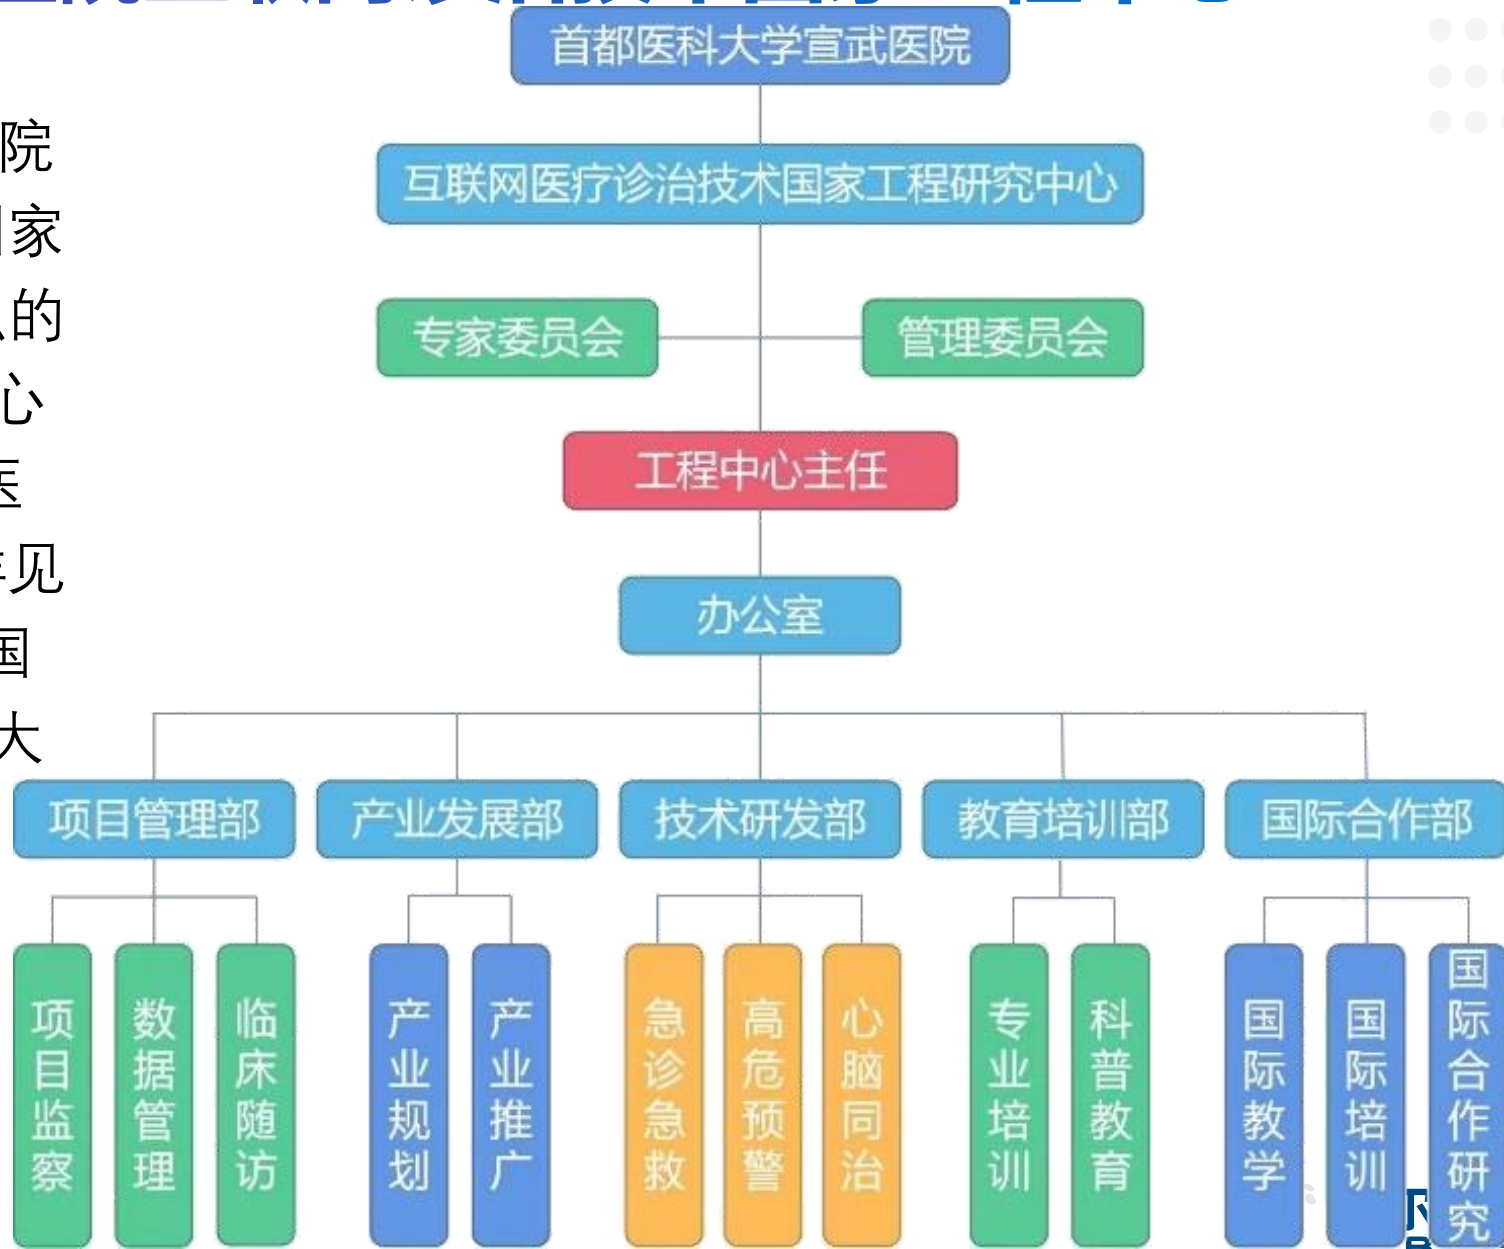 首都医科大学宣武医院
互联网医疗诊治技术国家工程研究中心
专家委员会
管理委员会
工程中心主任
办公室
院
家
的
心
医
见
国
大
项目管理部
产业发展部
技术研发部
教育培训部
国际合作部
项目监察
数据管理
临床随访
产业规划
产业推广
急诊急救
高危预警
心脑同治
专业培训
科普教育
国际教学
国际培训
国际合作研究